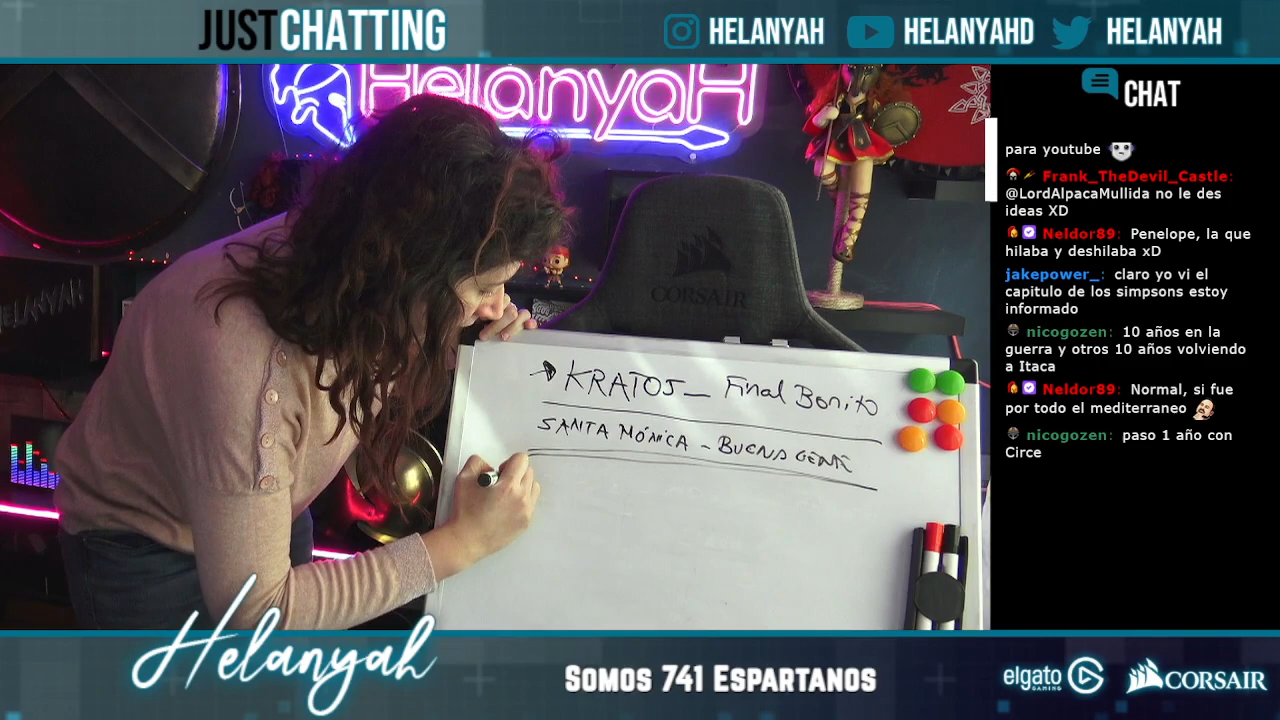 JUSTCHATTING
HELANYAH
HELANYAHD
HELANYAH
HelanyaH
CHAT
para youtube
Frank_TheDevil_Castle:
@LordAlpacaMullida no le des
ideas XD
Neldor89: Penelope, la que
hilaba y deshilaba xD
jakepower_: claro yo vi el
capitulo de los simpsons estoy
informado
nicogozen: 10 años en la
guerra y otros 10 años volviendo
a Itaca
Neldor89: Normal, si fue
por todo el mediterraneo
nicogozen: paso 1 año con
Circe
CORSAIR
HELANYAH
KRATOS_ Final Bonito
SANTA MÓNICA - BUENA GENTE
Helanyah
SOMOS 741 ESPARTANOS
elgato
GAMING
CORSAIR